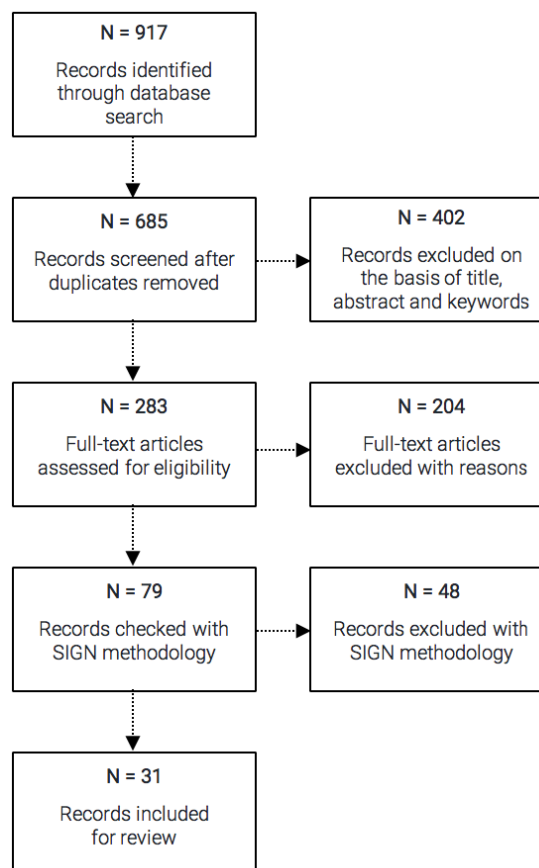 N = 917
Records identified
through database
search
N = 685
Records screened after
duplicates removed
N = 402
Records excluded on
the basis of title,
abstract and keywords
N = 283
Full-text articles
assessed for eligibility
N = 204
Full-text articles
excluded with reasons
N = 79
Records checked with
SIGN methodology
N = 48
Records excluded with
SIGN methodology
N = 31
Records included
for review